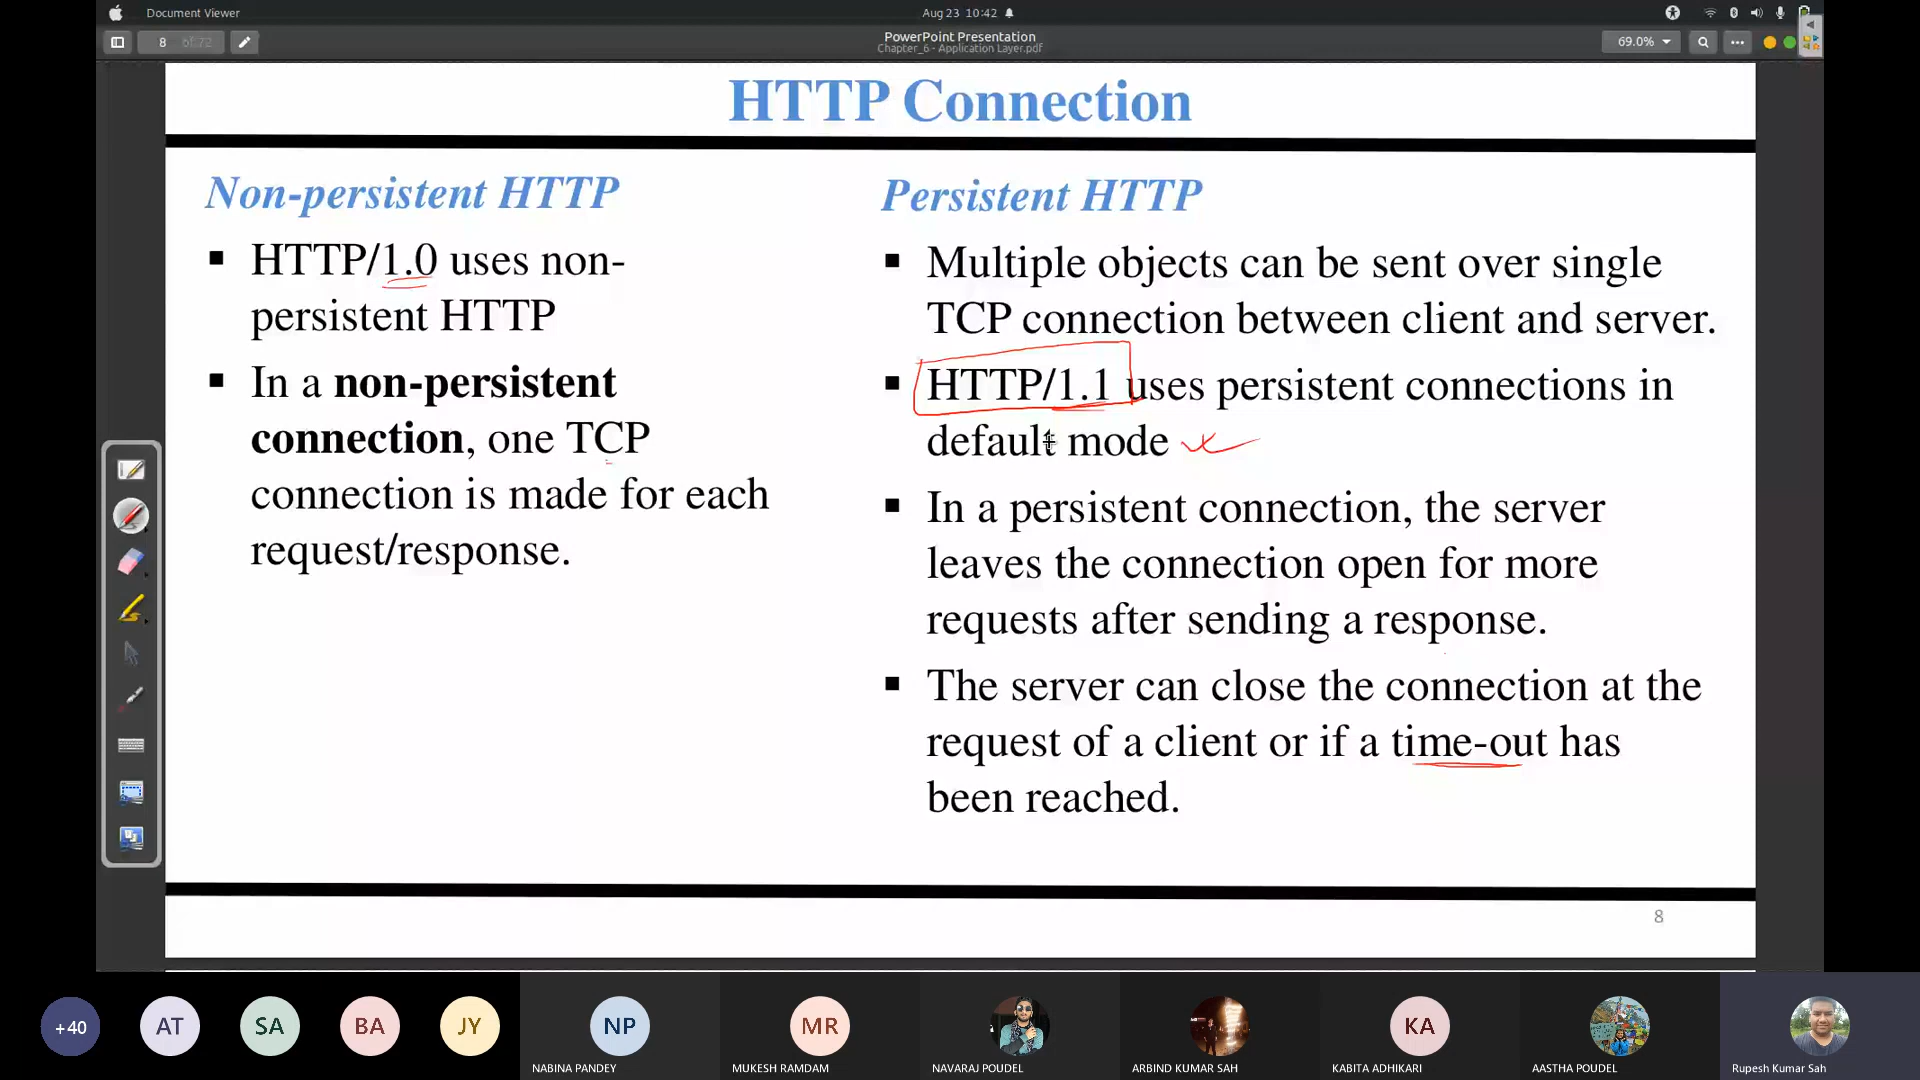 Document Viewer
Aug 23 10:42
8 of 72
PowerPoint Presentation
Chapter_6 - Application Layer.pdf
69.0%
HTTP Connection
Non-persistent HTTP
HTTP/1.0 uses non-
persistent HTTP
In a non-persistent
connection, one TCP
connection is made for each
request/response.
Persistent HTTP
Multiple objects can be sent over single
TCP connection between client and server.
HTTP/1.1 uses persistent connections in
default mode
In a persistent connection, the server
leaves the connection open for more
requests after sending a response.
The server can close the connection at the
request of a client or if a time-out has
been reached.
8
+40
AT
SA
BA
JY
NP
NABINA PANDEY
MR
MUKESH RAMDAM
NAVARAJ POUDEL
ARBIND KUMAR SAH
KA
KABITA ADHIKARI
AASTHA POUDEL
Rupesh Kumar Sah